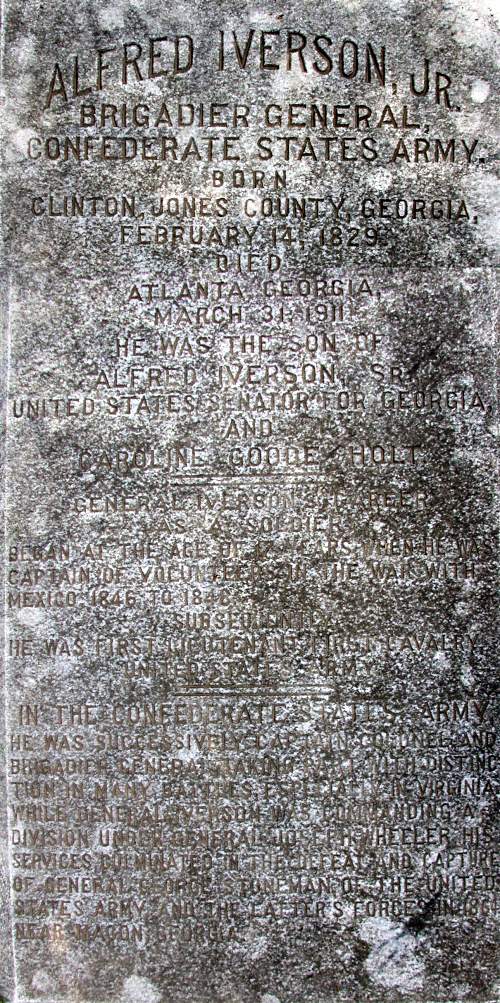 ALFRED IVERSON, JR.
BRIGADIER GENERAL,
CONFEDERATE STATES ARMY.
BORN
CLINTON, JONES COUNTY, GEORGIA,
FEBRUARY 14, 1829.
DIED
ATLANTA GEORGIA,
MARCH 31, 1911
HE WAS THE SON OF
ALFRED IVERSON, SR.
UNITED STATES SENATOR FOR GEORGIA,
AND
CAROLINE GOODE HOLT.
GENERAL IVERSON'S CAREER
AS A SOLDIER
BEGAN AT THE AGE OF 17 YEARS WHEN HE WAS
CAPTAIN OF VOLUNTEERS IN THE WAR WITH
MEXICO 1846 TO 1848
SUBSEQUENTLY
HE WAS FIRST LIEUTENANT FIRST CAVALRY
UNITED STATES ARMY
IN THE CONFEDERATE STATES ARMY
HE WAS SUCCESSIVELY CAPTAIN COLONEL AND
BRIGADIER GENERAL TAKING PART WITH DISTINC
TION IN MANY BATTLES ESPECIALLY IN VIRGINIA
WHILE GENERAL IVERSON WAS COMMANDING A
DIVISION UNDER GENERAL JOSEPH WHEELER HIS
SERVICES CULMINATED IN THE DEFEAT AND CAPTURE
OF GENERAL GEORGE STONEMAN OF THE UNITED
STATES ARMY AND THE LATTER'S FORCES IN
NEAR MACON GEORGIA